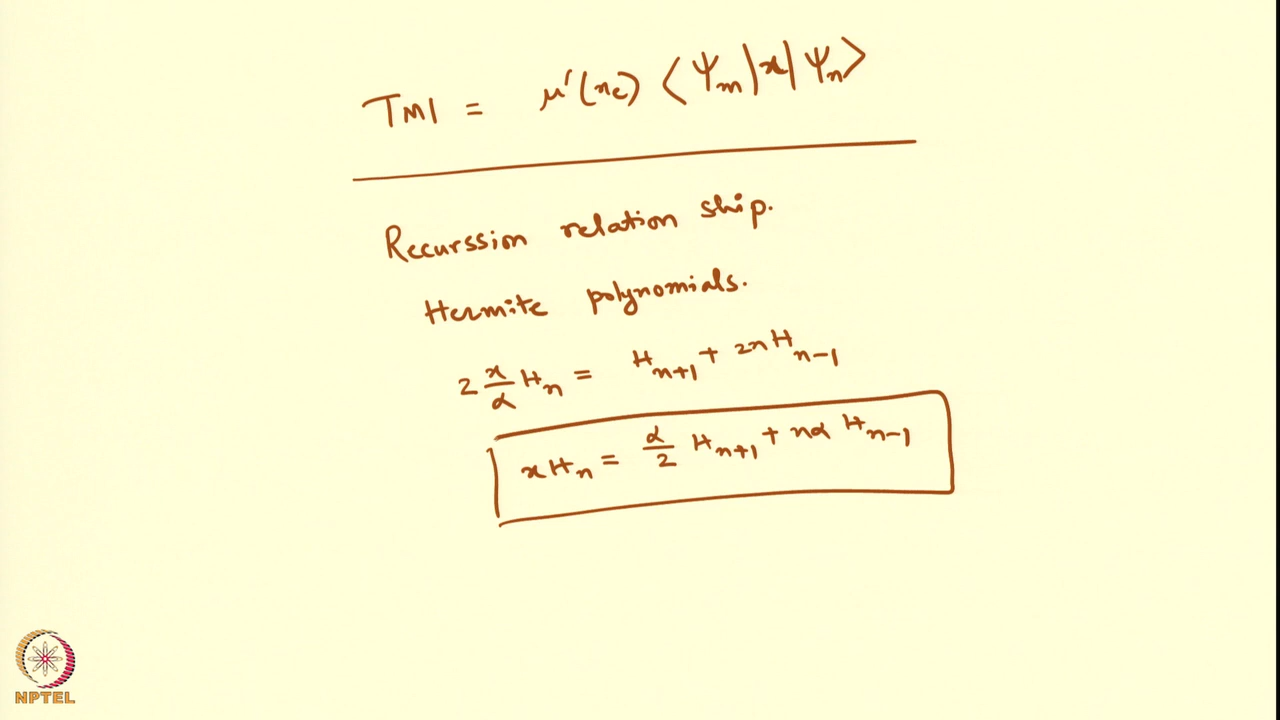 TMI = μ'(xe) ⟨Ψm|x|Ψn⟩
Recurssion relation ship.
Hermite polynomials.
2 x/α Hn = Hn+1 + 2n Hn-1
x Hn = α/2 Hn+1 + nα Hn-1
NPTEL